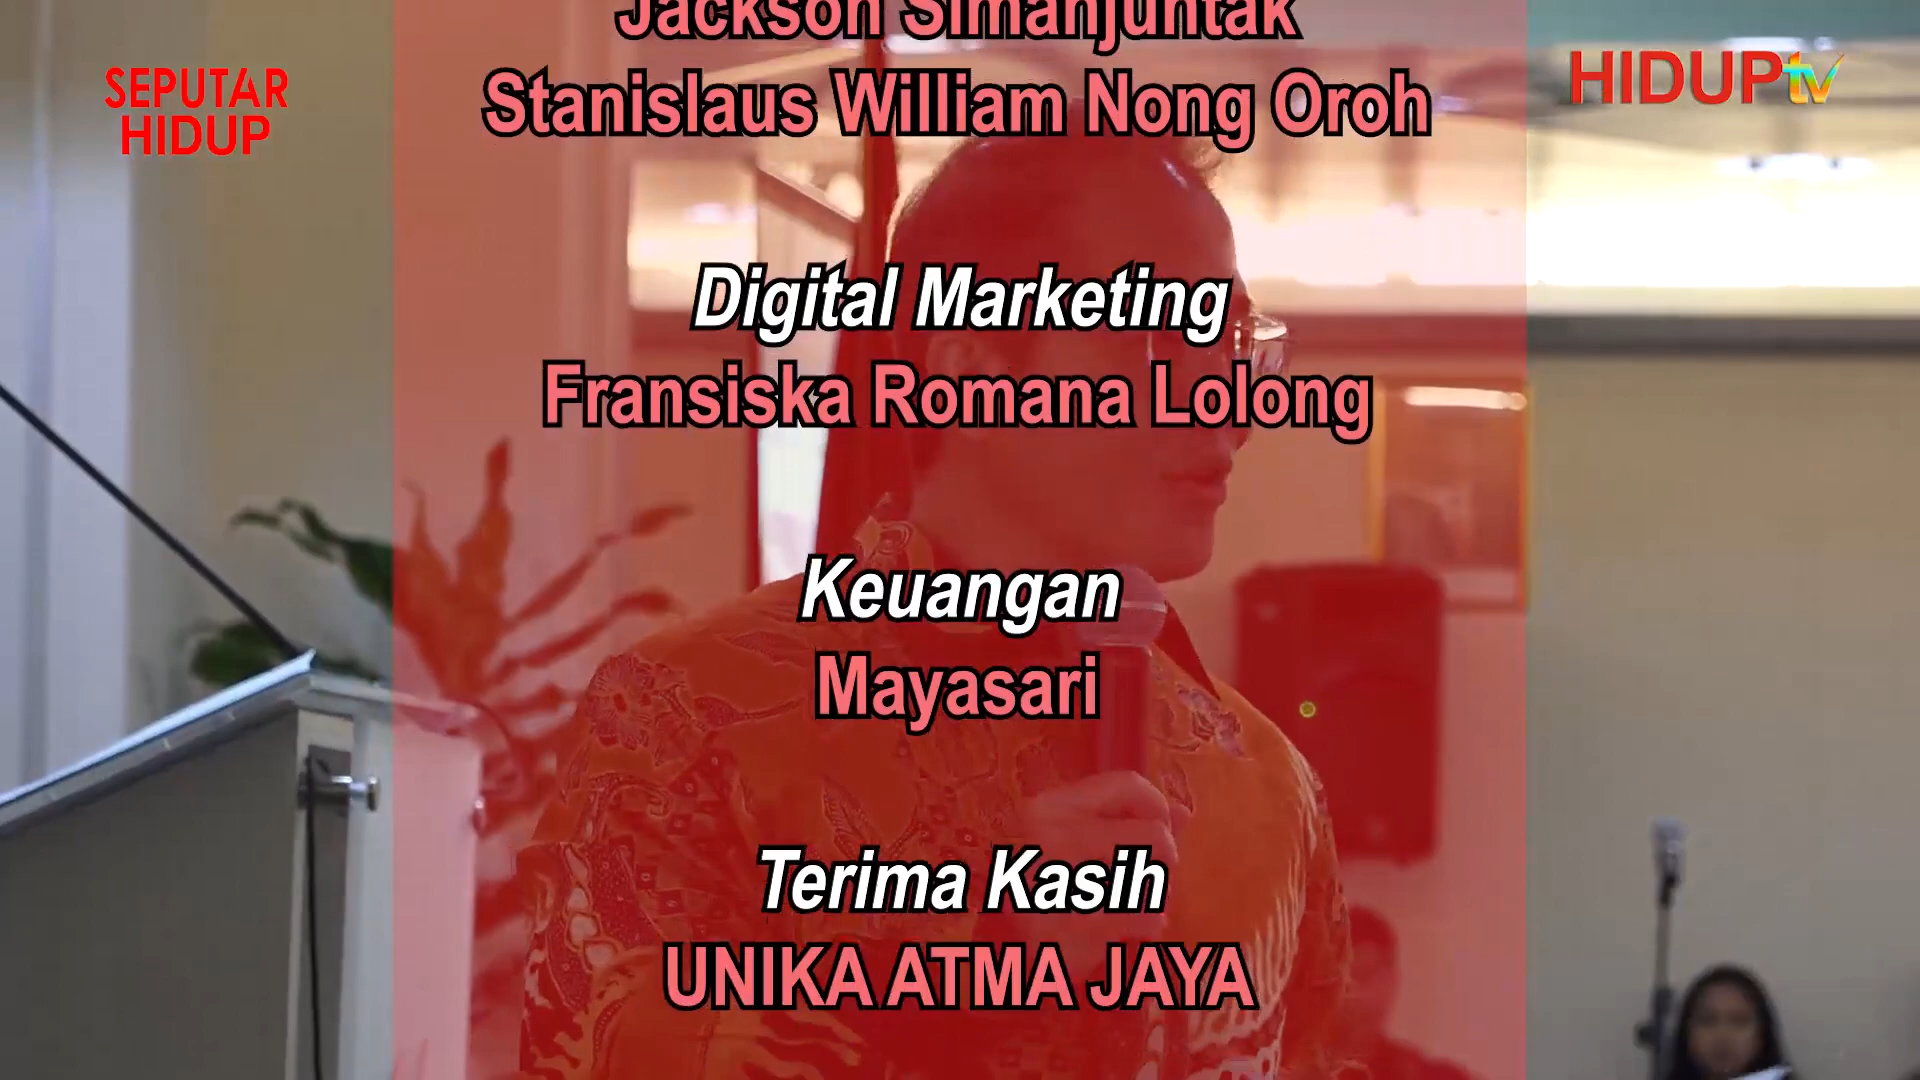 Jackson Simanjuntak
SEPUTAR
HIDUP
HIDUPtv
Stanislaus William Nong Oroh
Digital Marketing
Fransiska Romana Lolong
Keuangan
Mayasari
Terima Kasih
UNIKA ATMA JAYA